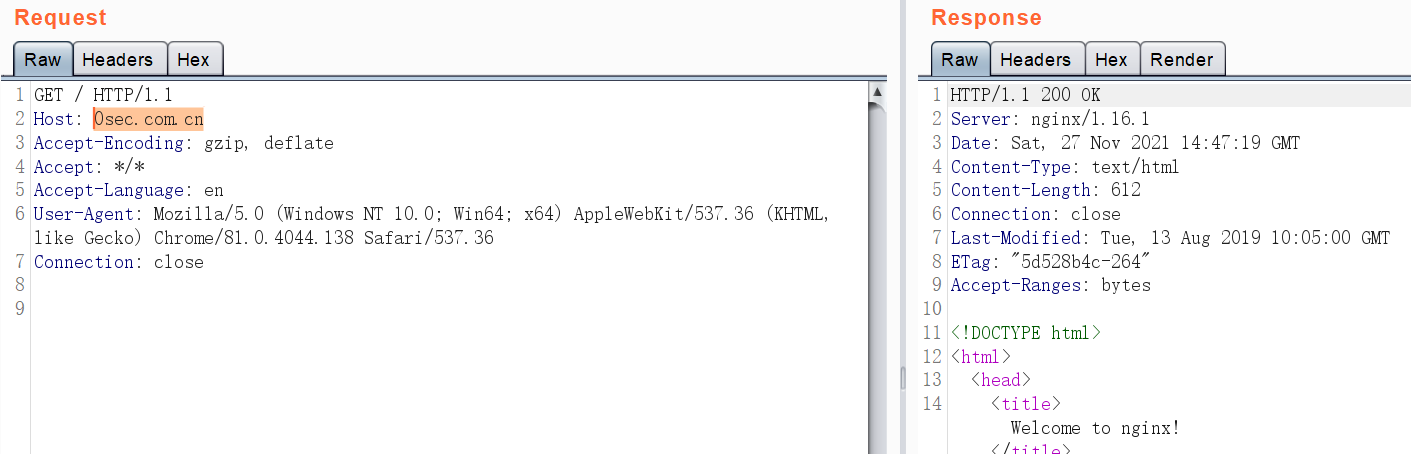 Request
Raw Headers Hex
1 GET / HTTP/1.1
2 Host: 0sec.com.cn
3 Accept-Encoding: gzip, deflate
4 Accept: */*
5 Accept-Language: en
6 User-Agent: Mozilla/5.0 (Windows NT 10.0; Win64; x64) AppleWebKit/537.36 (KHTML,
like Gecko) Chrome/81.0.4044.138 Safari/537.36
7 Connection: close
8
9
Response
Raw Headers Hex Render
1 HTTP/1.1 200 OK
2 Server: nginx/1.16.1
3 Date: Sat, 27 Nov 2021 14:47:19 GMT
4 Content-Type: text/html
5 Content-Length: 612
6 Connection: close
7 Last-Modified: Tue, 13 Aug 2019 10:05:00 GMT
8 ETag: "5d528b4c-264"
9 Accept-Ranges: bytes
10
11 <!DOCTYPE html>
12 <html>
13 <head>
14 <title>
Welcome to nginx!
</title>